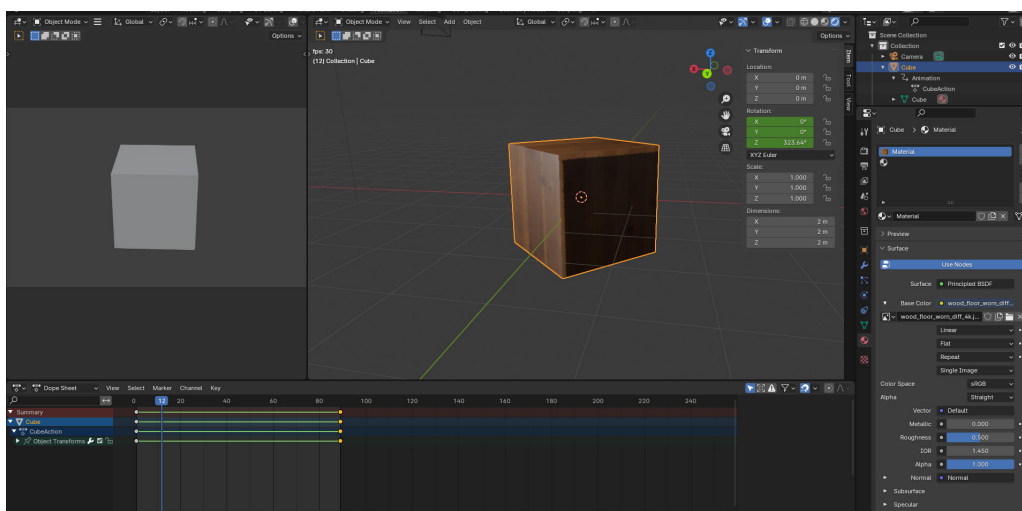 Object Mode
Global
Options
Object Mode View Select Add Object
Global
Options
fps: 30
(12) Collection | Cube
Transform
Location:
X 0 m
Y 0 m
Z 0 m
Rotation:
X 0°
Y 0°
Z 323.64°
XYZ Euler
Scale:
X 1.000
Y 1.000
Z 1.000
Dimensions:
X 2 m
Y 2 m
Z 2 m
Item
Tool
View
X
Z
Y
Scene Collection
Collection
Camera
Cube
Animation
CubeAction
Cube
Cube > Material
Material
Material
Preview
Surface
Use Nodes
Surface Principled BSDF
Base Color wood_floor_worn_diff...
wood_floor_worn_diff_4k.j...
Linear
Flat
Repeat
Single Image
Color Space sRGB
Alpha Straight
Vector Default
Metallic 0.000
Roughness 0.500
IOR 1.450
Alpha 1.000
Normal Normal
Subsurface
Specular
Dope Sheet View Select Marker Channel Key
0 12 20 40 60 80 100 120 140 160 180 200 220 240
Summary
Cube
CubeAction
Object Transforms